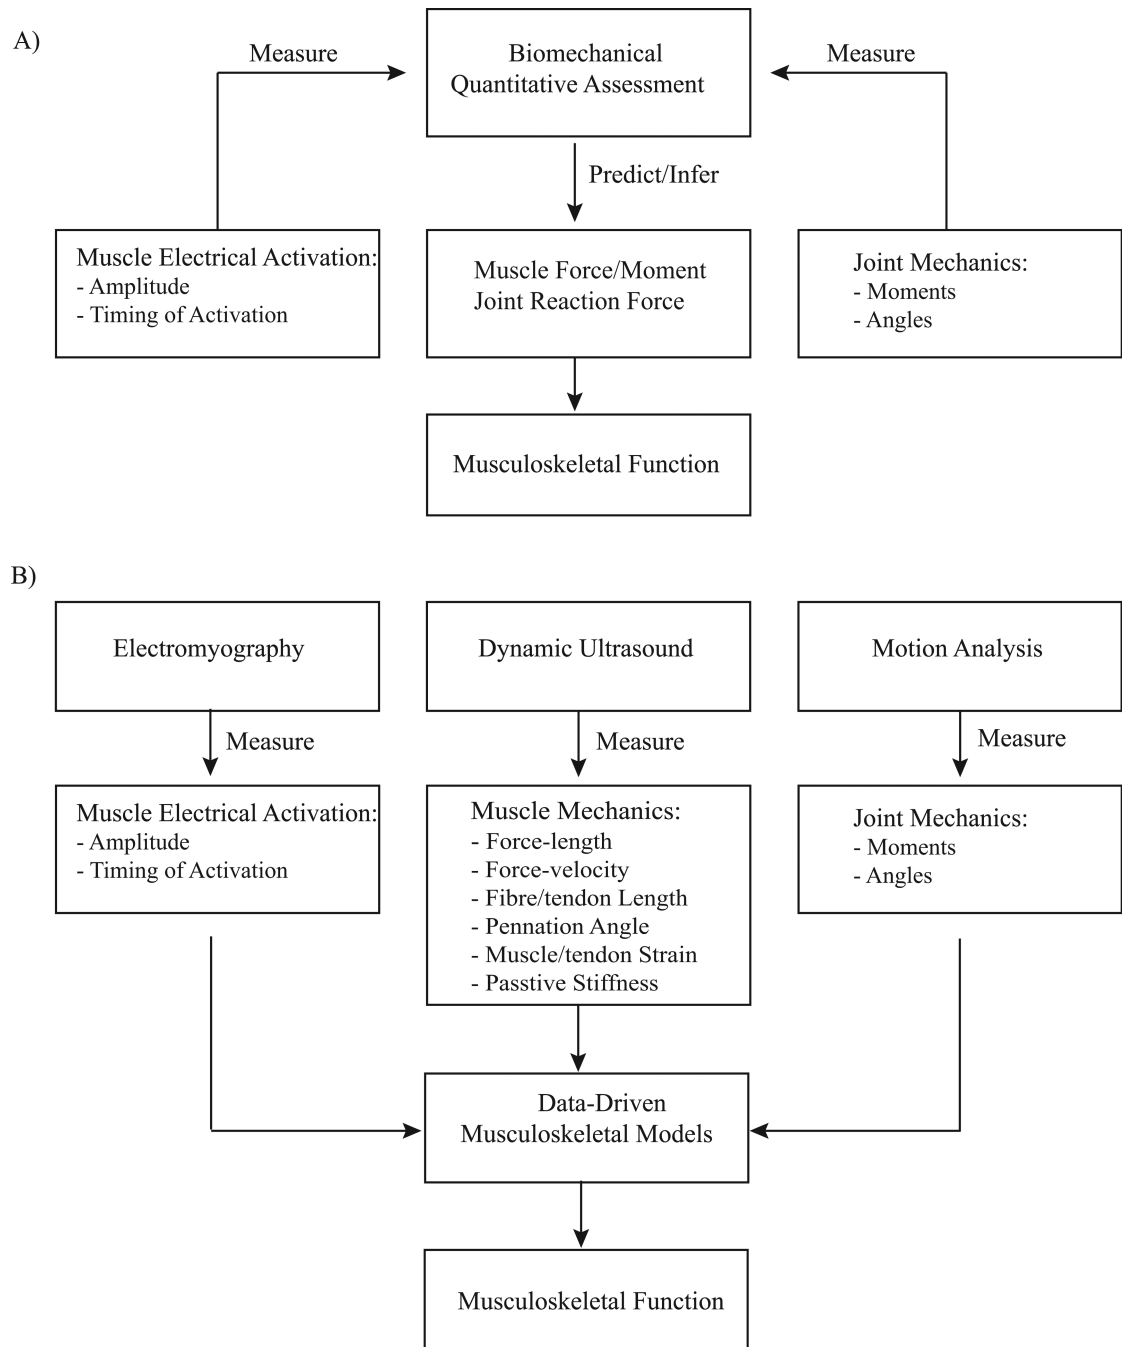 A)
Measure
Biomechanical
Quantitative Assessment
Measure
Predict/Infer
Muscle Electrical Activation:
- Amplitude
- Timing of Activation
Muscle Force/Moment
Joint Reaction Force
Joint Mechanics:
- Moments
- Angles
Musculoskeletal Function
B)
Electromyography
Dynamic Ultrasound
Motion Analysis
Measure
Measure
Measure
Muscle Electrical Activation:
- Amplitude
- Timing of Activation
Muscle Mechanics:
- Force-length
- Force-velocity
- Fibre/tendon Length
- Pennation Angle
- Muscle/tendon Strain
- Passtive Stiffness
Joint Mechanics:
- Moments
- Angles
Data-Driven
Musculoskeletal Models
Musculoskeletal Function